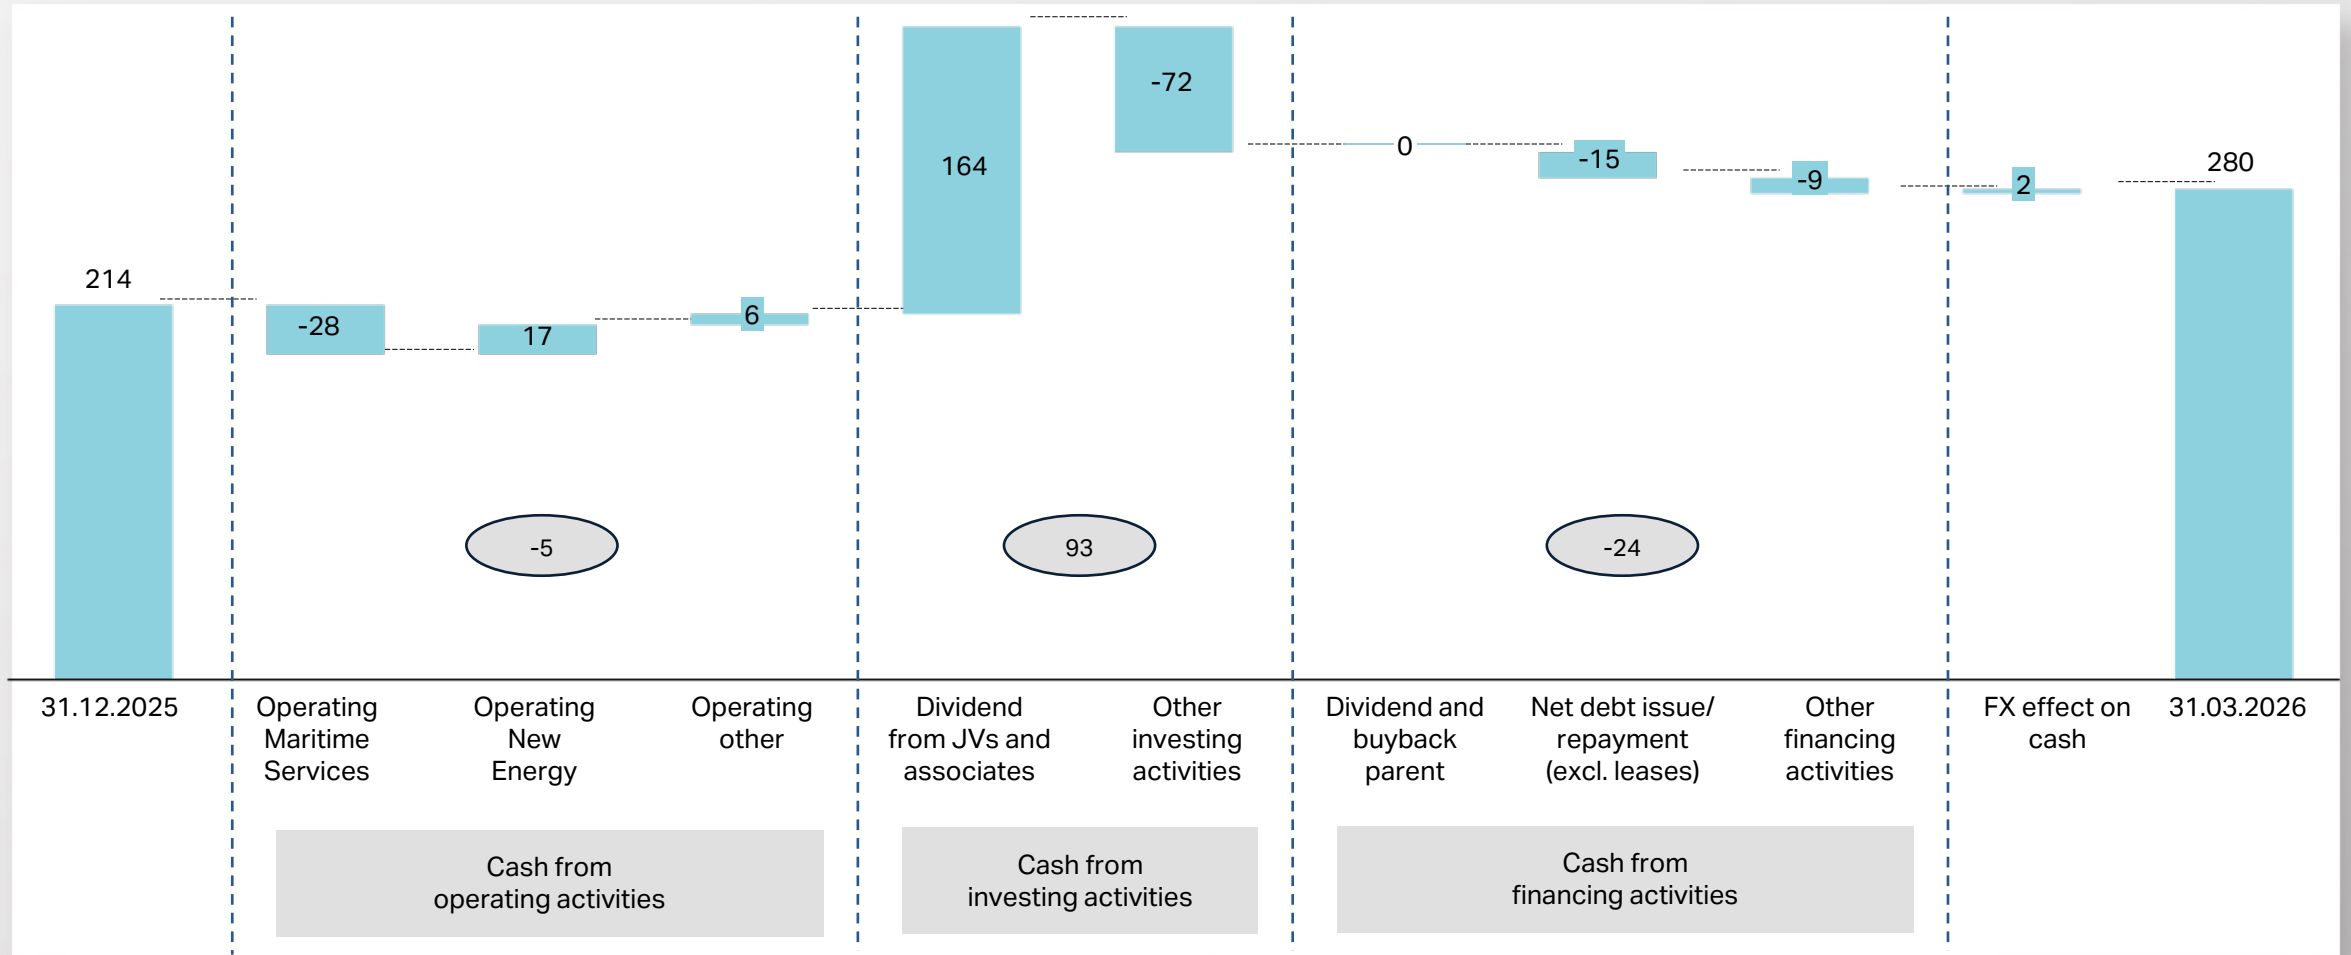 214
-28
17
6
164
-72
0
-15
-9
2
280
-5
93
-24
31.12.2025
Operating
Maritime
Services
Operating
New
Energy
Operating
other
Dividend
from JVs and
associates
Other
investing
activities
Dividend and
buyback
parent
Net debt issue/
repayment
(excl. leases)
Other
financing
activities
FX effect on
cash
31.03.2026
Cash from
operating activities
Cash from
investing activities
Cash from
financing activities